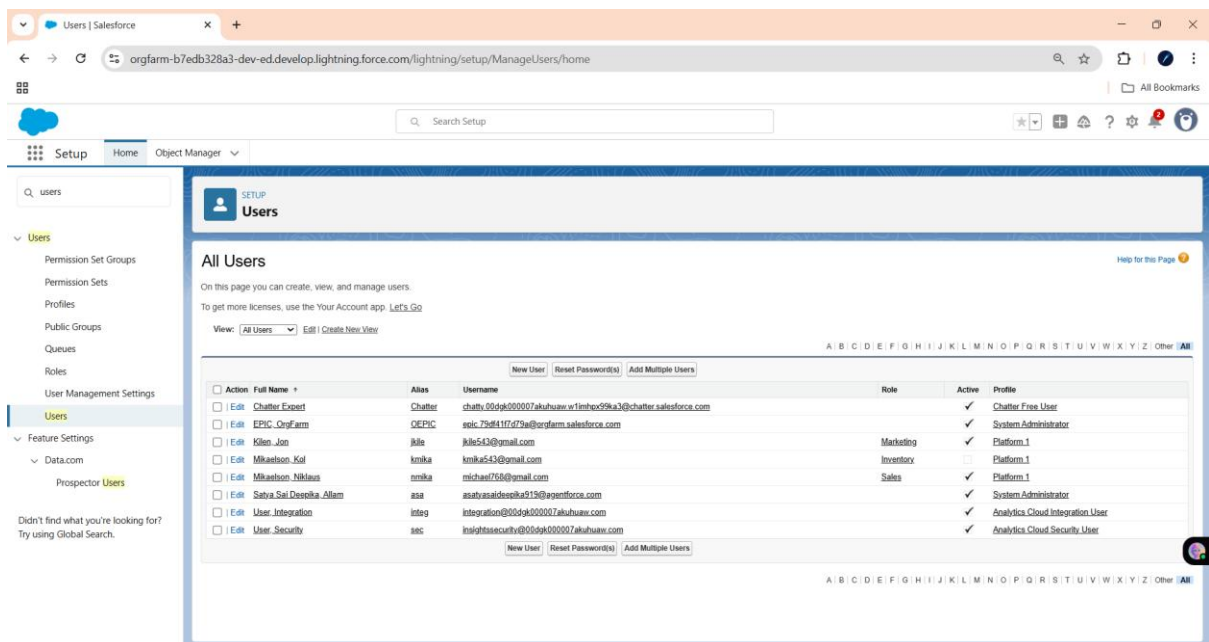 Users | Salesforce
orgfarm-b7edb328a3-dev-ed.develop.lightning.force.com/lightning/setup/ManageUsers/home
All Bookmarks
Search Setup
2
Setup Home Object Manager
users
SETUP
Users
Users
Permission Set Groups
Permission Sets
Profiles
Public Groups
Queues
Roles
User Management Settings
Users
Feature Settings
Data.com
Prospector Users
Didn't find what you're looking for?
Try using Global Search.
All Users
Help for this Page ?
On this page you can create, view, and manage users.
To get more licenses, use the Your Account app. Let's Go
View: All Users Edit | Create New View
A | B | C | D | E | F | G | H | I | J | K | L | M | N | O | P | Q | R | S | T | U | V | W | X | Y | Z | Other | All
New User Reset Password(s) Add Multiple Users
Action Full Name ↑ Alias Username Role Active Profile
| Edit Chatter Expert Chatter chatty.00dgk000007akuhuaw.w1imhpx99ka3@chatter.salesforce.com ✓ Chatter Free User
| Edit EPIC, OrgFarm OEPIC epic.79df41f7d79a@orgfarm.salesforce.com ✓ System Administrator
| Edit Kilen, Jon jkile jkile543@gmail.com Marketing ✓ Platform 1
| Edit Mikaelson, Kol kmika kmika543@gmail.com Inventory Platform 1
| Edit Mikaelson, Niklaus nmika michael768@gmail.com Sales ✓ Platform 1
| Edit Satya Sai Deepika, Allam asa asatyasaideepika919@agentforce.com ✓ System Administrator
| Edit User, Integration integ integration@00dgk000007akuhuaw.com ✓ Analytics Cloud Integration User
| Edit User, Security sec insightssecurity@00dgk000007akuhuaw.com ✓ Analytics Cloud Security User
New User Reset Password(s) Add Multiple Users
A | B | C | D | E | F | G | H | I | J | K | L | M | N | O | P | Q | R | S | T | U | V | W | X | Y | Z | Other | All